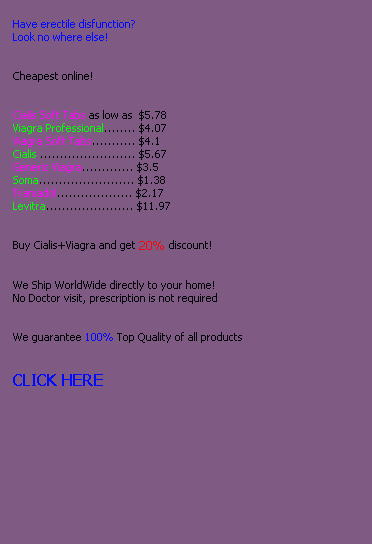 Have erectile disfunction?
Look no where else!
Cheapest online!
Cialis Soft Tabs as low as $5.78
Viagra Professional........ $4.07
Viagra Soft Tabs........... $4.1
Cialis ........................ $5.67
Generic Viagra............. $3.5
Soma........................ $1.38
................... $2.17
Levitra...................... $11.97
Buy Cialis+Viagra and get 20% discount!
We Ship WorldWide directly to your home!
No Doctor visit, prescription is not required
We guarantee 100% Top Quality of all products
CLICK HERE